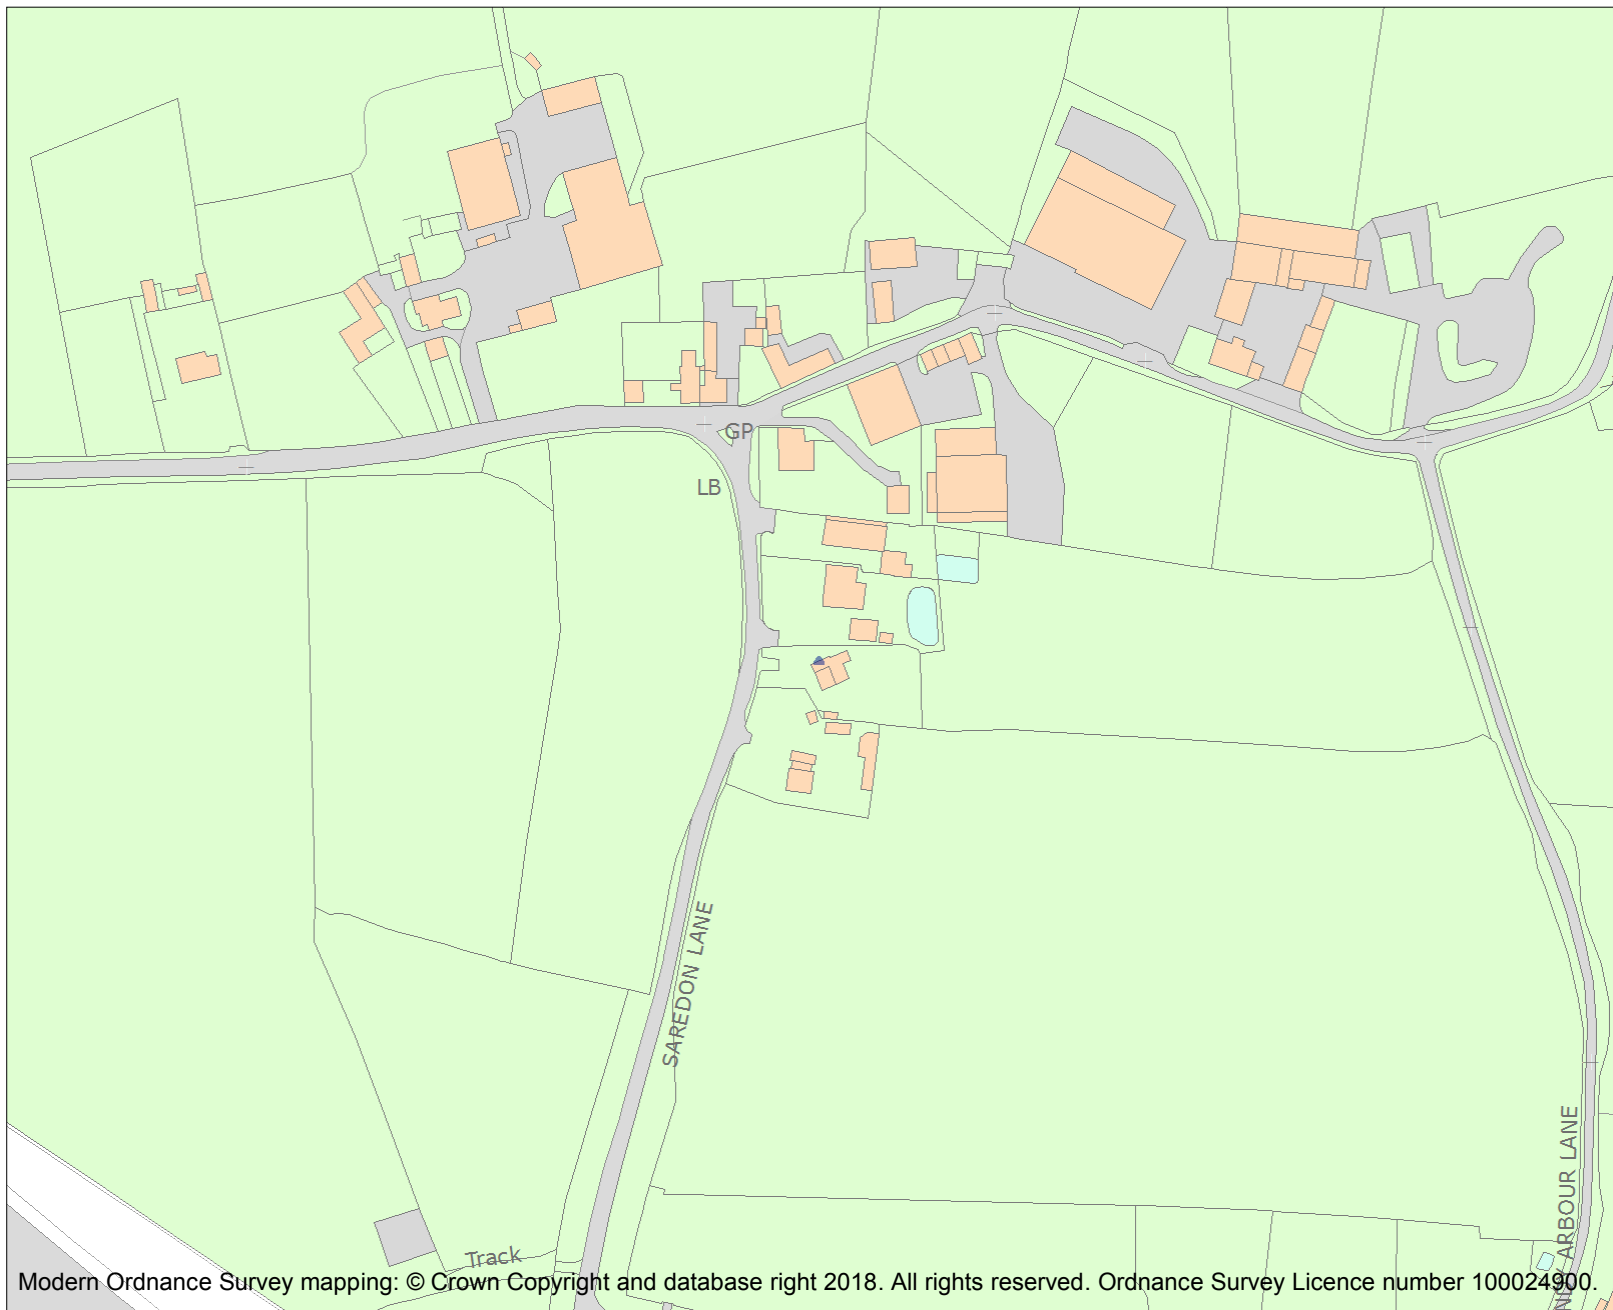 GP
LB
SAREDON LANE
ARBOUR LANE
Track
Modern Ordnance Survey mapping: © Crown Copyright and database right 2018. All rights reserved. Ordnance Survey Licence number 100024900.